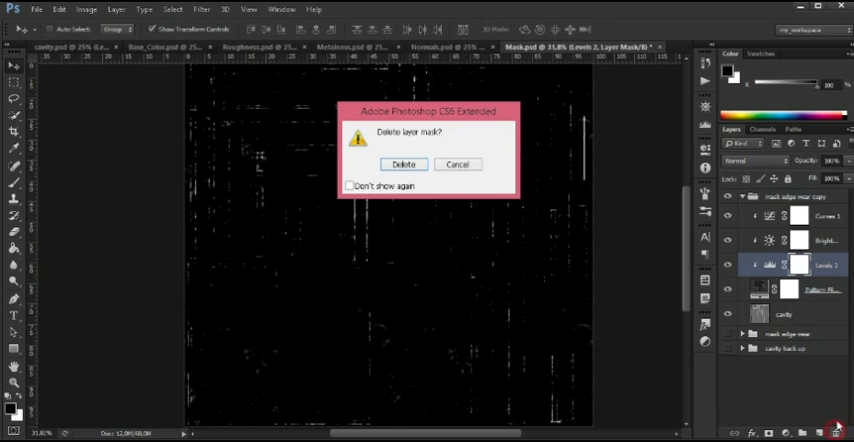 Ps File Edit Image Layer Type Select Filter 3D View Window Help
Auto-Select: Group Show Transform Controls 3D Mode: my_workspace
cavity.psd @ 25% (Le... Base_Color.psd @ 25... Roughness.psd @ 25... Metalness.psd @ 25%... Normals.psd @ 25% ... Mask.psd @ 31,8% (Levels 2, Layer Mask/8) *
Color Swatches
K 100 %
Adobe Photoshop CS6 Extended
Delete layer mask?
Delete Cancel
Don't show again
Layers Channels Paths
Kind
Normal Opacity: 100%
Lock: Fill: 100%
mask edge wear copy
Curves 1
Bright...
Levels 2
Pattern Fil...
cavity
mask edge wear
cavity back up
31,82% Doc: 12,0M/60,0M